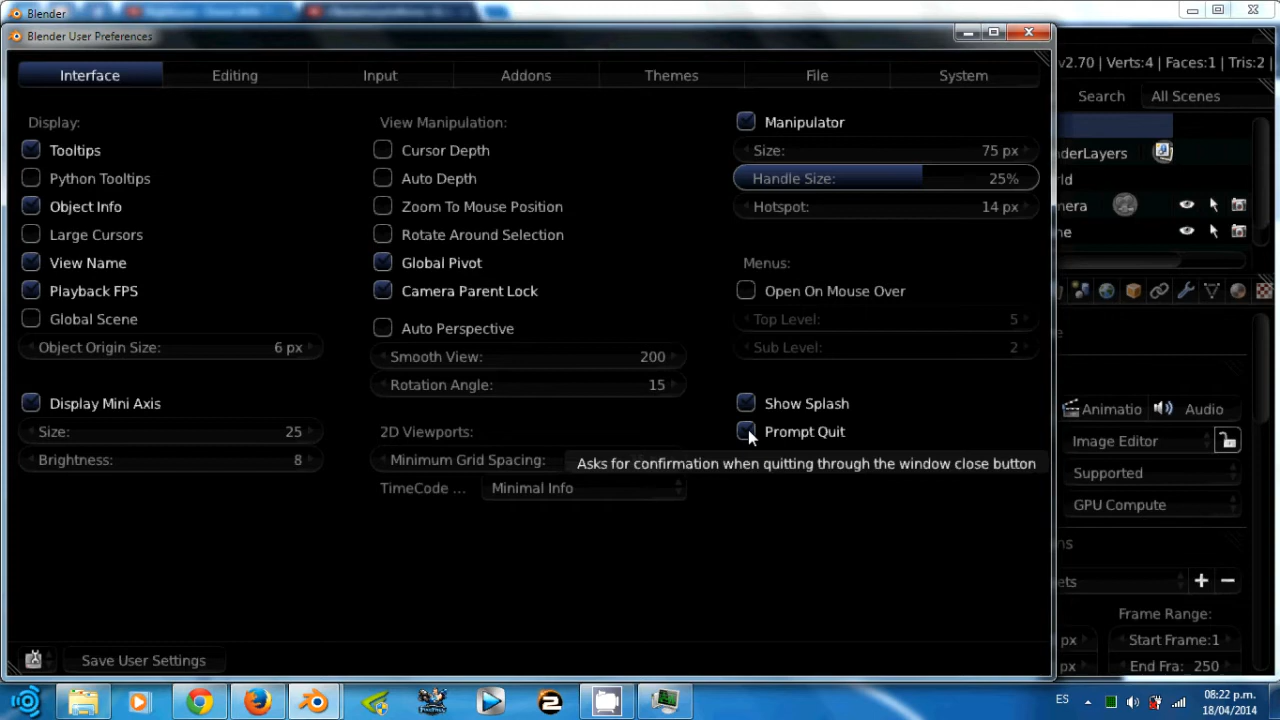 Blender
Blender User Preferences
Interface
Editing
Input
Addons
Themes
File
System
Display:
Tooltips
Python Tooltips
Object Info
Large Cursors
View Name
Playback FPS
Global Scene
Object Origin Size: 6 px
Display Mini Axis
Size: 25
Brightness: 8
View Manipulation:
Cursor Depth
Auto Depth
Zoom To Mouse Position
Rotate Around Selection
Global Pivot
Camera Parent Lock
Auto Perspective
Smooth View: 200
Rotation Angle: 15
2D Viewports:
Minimum Grid Spacing:
TimeCode ... Minimal Info
Manipulator
Size: 75 px
Handle Size: 25%
Hotspot: 14 px
Menus:
Open On Mouse Over
Top Level: 5
Sub Level: 2
Show Splash
Prompt Quit
Asks for confirmation when quitting through the window close button
Save User Settings
v2.70 | Verts:4 | Faces:1 | Tris:2 |
Search All Scenes
nderLayers
ld
mera
ne
Animatio Audio
Image Editor
Supported
GPU Compute
ns
ets
Frame Range:
px Start Frame:1
px End Fra: 250
ES 08:22 p.m.
18/04/2014